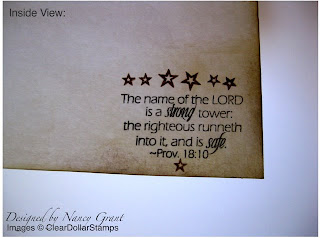 Inside View:
The name of the LORD
is a strong tower:
the righteous runneth
into it, and is safe.
~Prov. 18:10
Designed by Nancy Grant
Images © ClearDollarStamps